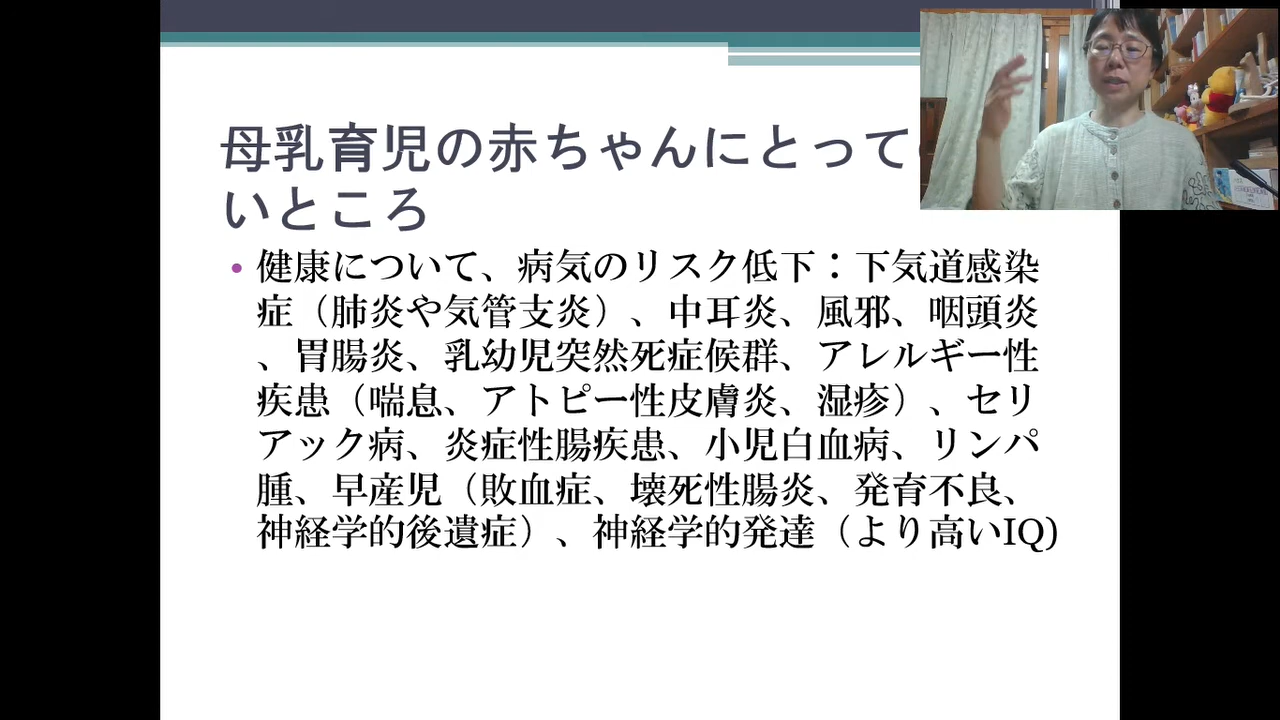 母乳育児の赤ちゃんにとって
いところ
• 健康について、病気のリスク低下：下気道感染
症（肺炎や気管支炎）、中耳炎、風邪、咽頭炎
、胃腸炎、乳幼児突然死症候群、アレルギー性
疾患（喘息、アトピー性皮膚炎、湿疹）、セリ
アック病、炎症性腸疾患、小児白血病、リンパ
腫、早産児（敗血症、壊死性腸炎、発育不良、
神経学的後遺症）、神経学的発達（より高いIQ)